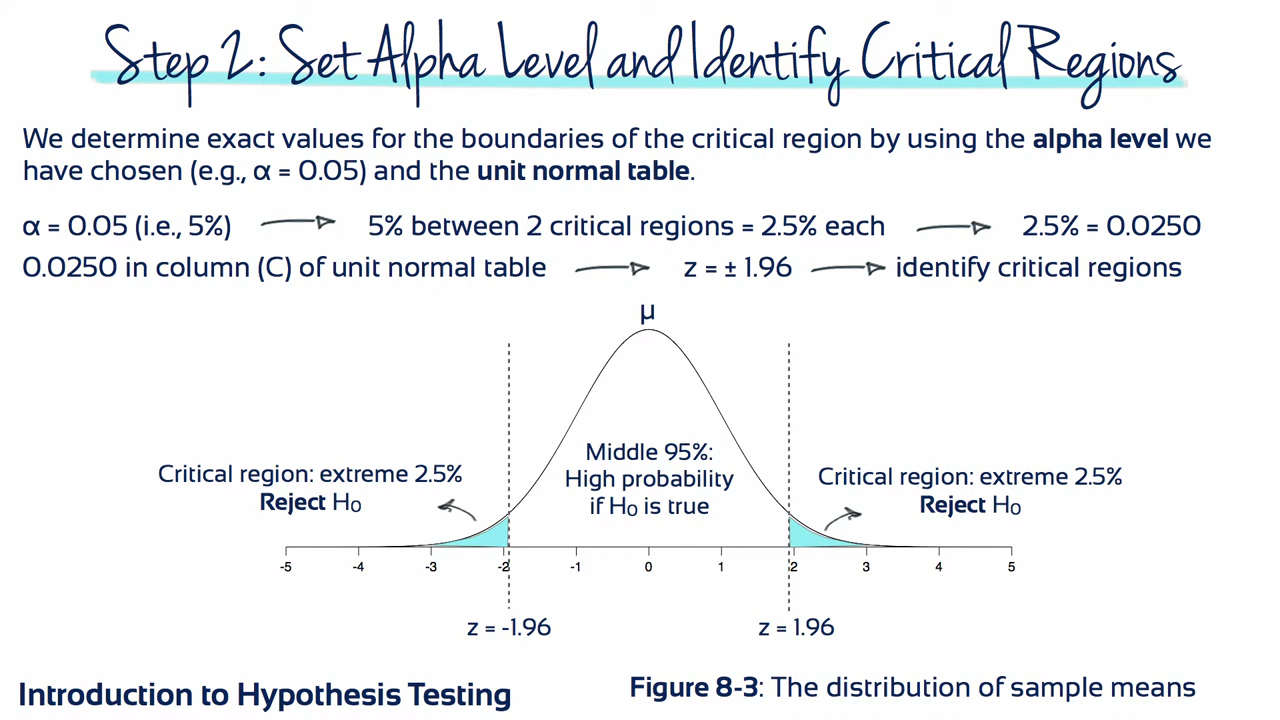 Step 2: Set Alpha Level and Identify Critical Regions
We determine exact values for the boundaries of the critical region by using the alpha level we
have chosen (e.g., α = 0.05) and the unit normal table.
α = 0.05 (i.e., 5%) 5% between 2 critical regions = 2.5% each 2.5% = 0.0250
0.0250 in column (C) of unit normal table z = ± 1.96 identify critical regions
μ
Middle 95%:
High probability
if H₀ is true
Critical region: extreme 2.5%
Reject H₀
Critical region: extreme 2.5%
Reject H₀
-5 -4 -3 -2 -1 0 1 2 3 4 5
z = -1.96 z = 1.96
Introduction to Hypothesis Testing
Figure 8-3: The distribution of sample means